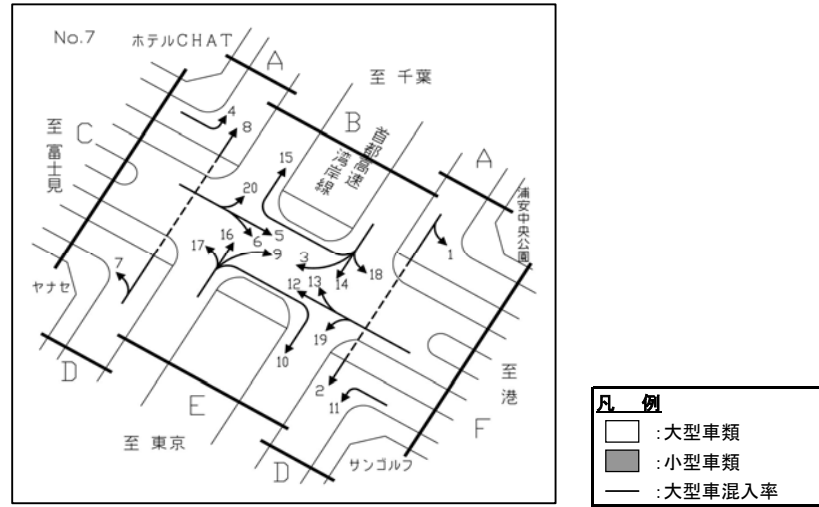 No.7
ホテルCHAT
A
至 千葉
B
首都高速
湾岸線
A
浦安中央公園
C
至 富士見
4
8
15
20
5
6
16
17
9
3
14
18
1
7
12
13
19
ヤナセ
D
10
2
11
至 港
E
F
至 東京
D
サンゴルフ
凡 例
:大型車類
:小型車類
:大型車混入率